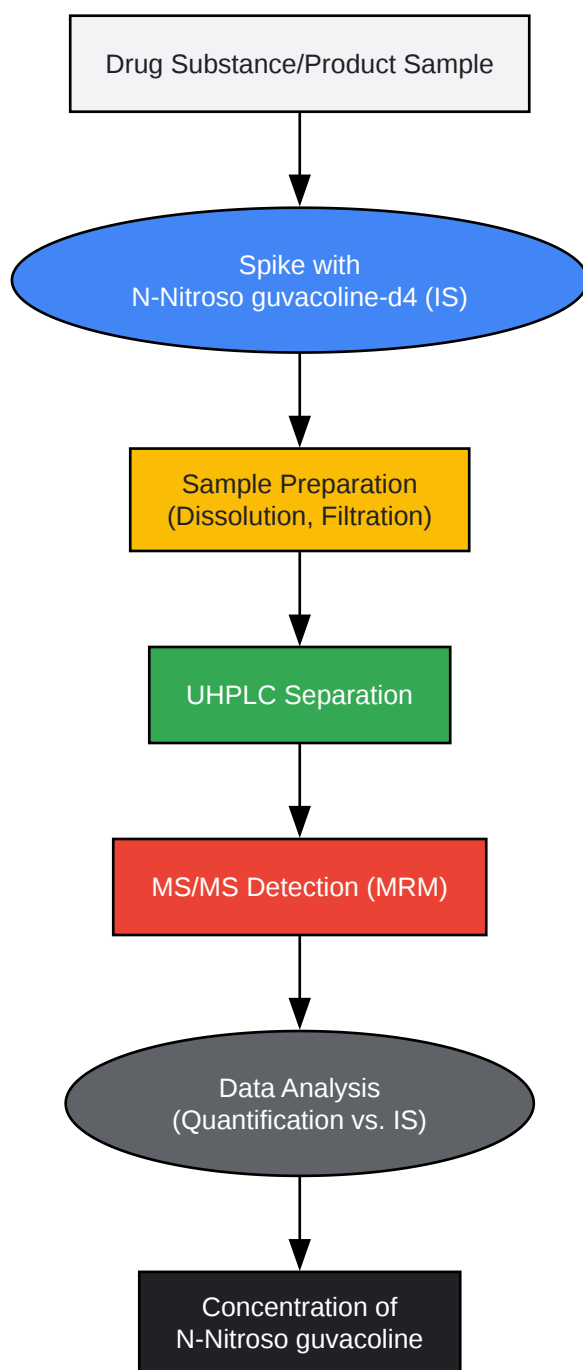 Drug Substance/Product Sample
Spike with
N-Nitroso guvacoline-d4 (IS)
Sample Preparation
(Dissolution, Filtration)
UHPLC Separation
MS/MS Detection (MRM)
Data Analysis
(Quantification vs. IS)
Concentration of
N-Nitroso guvacoline